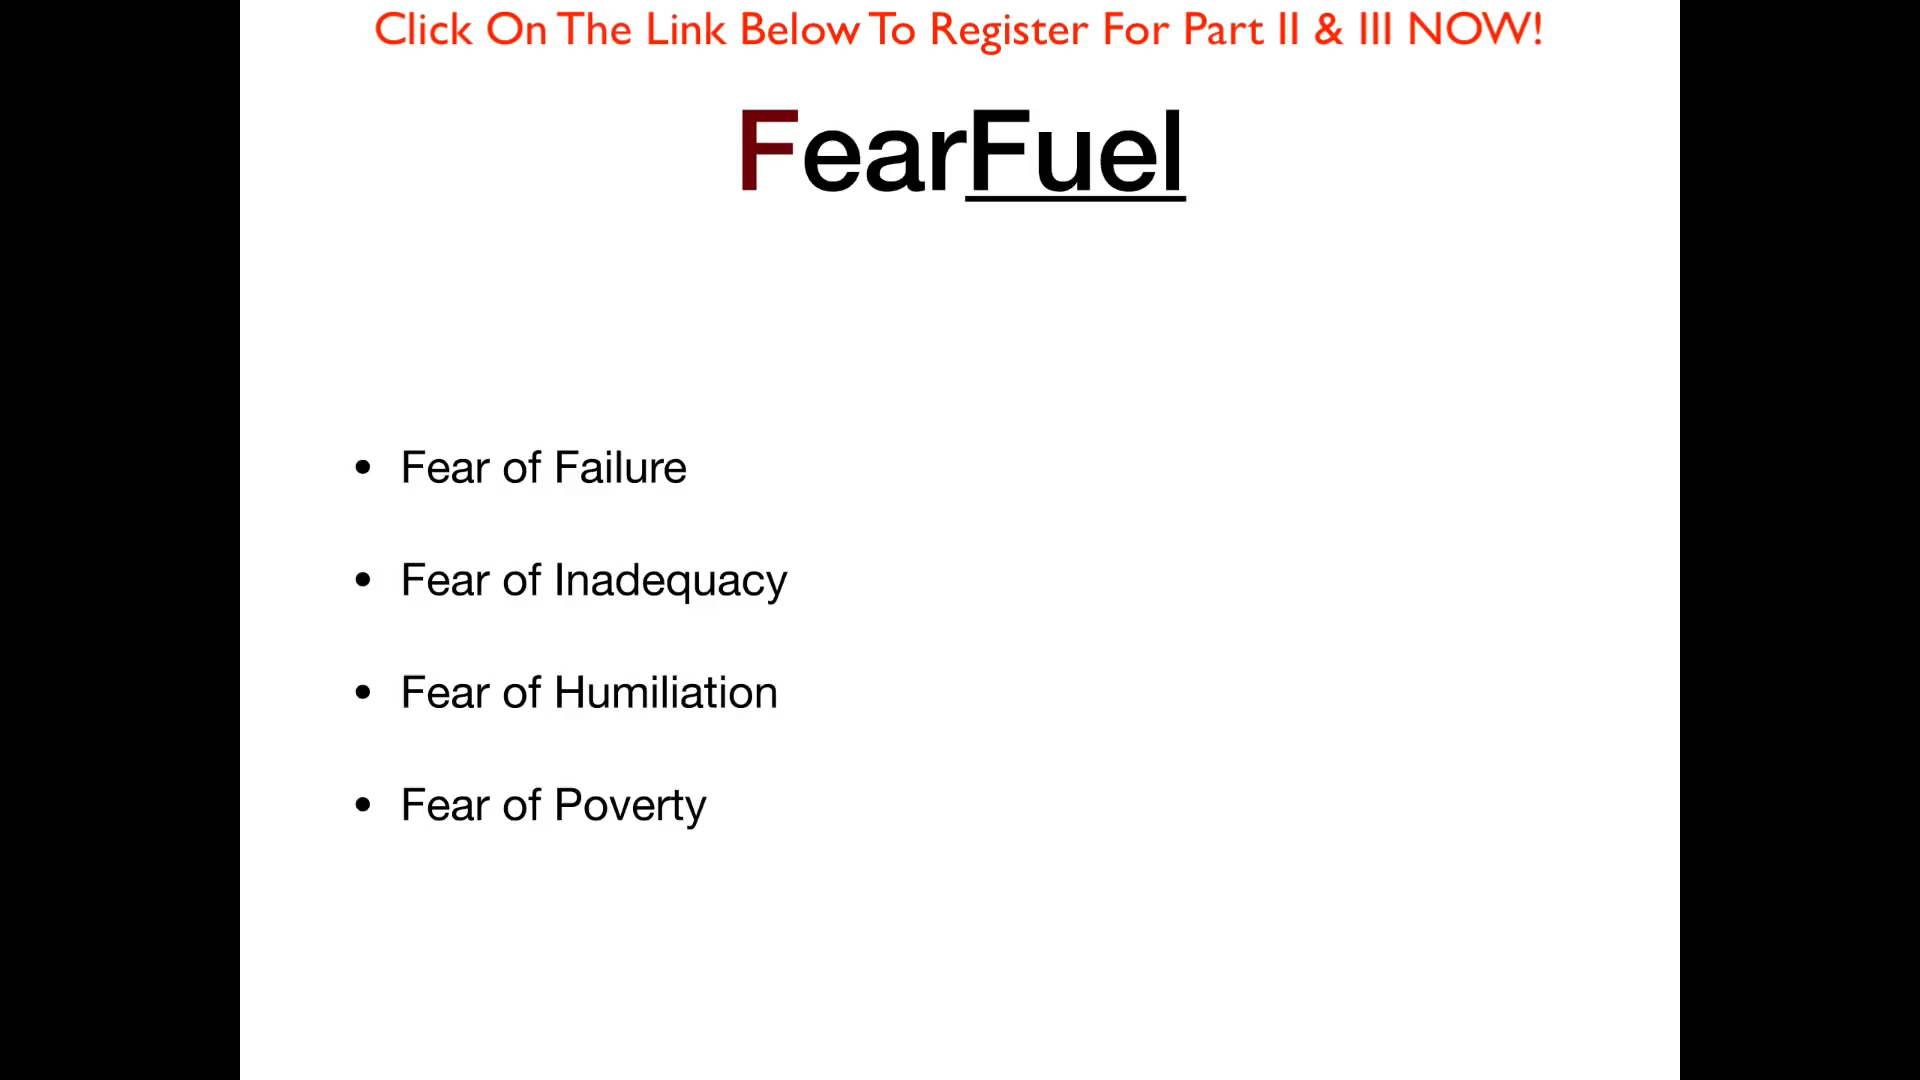 Click On The Link Below To Register For Part II & III NOW!
FearFuel
• Fear of Failure
• Fear of Inadequacy
• Fear of Humiliation
• Fear of Poverty